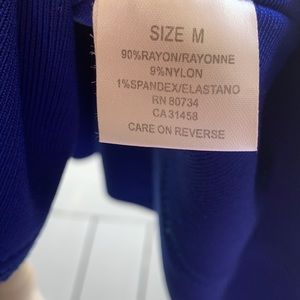 SIZE M
90%RAYON/RAYONNE
9%NYLON
1%SPANDEX/ELASTANO
RN 80734
CA 31458
CARE ON REVERSE